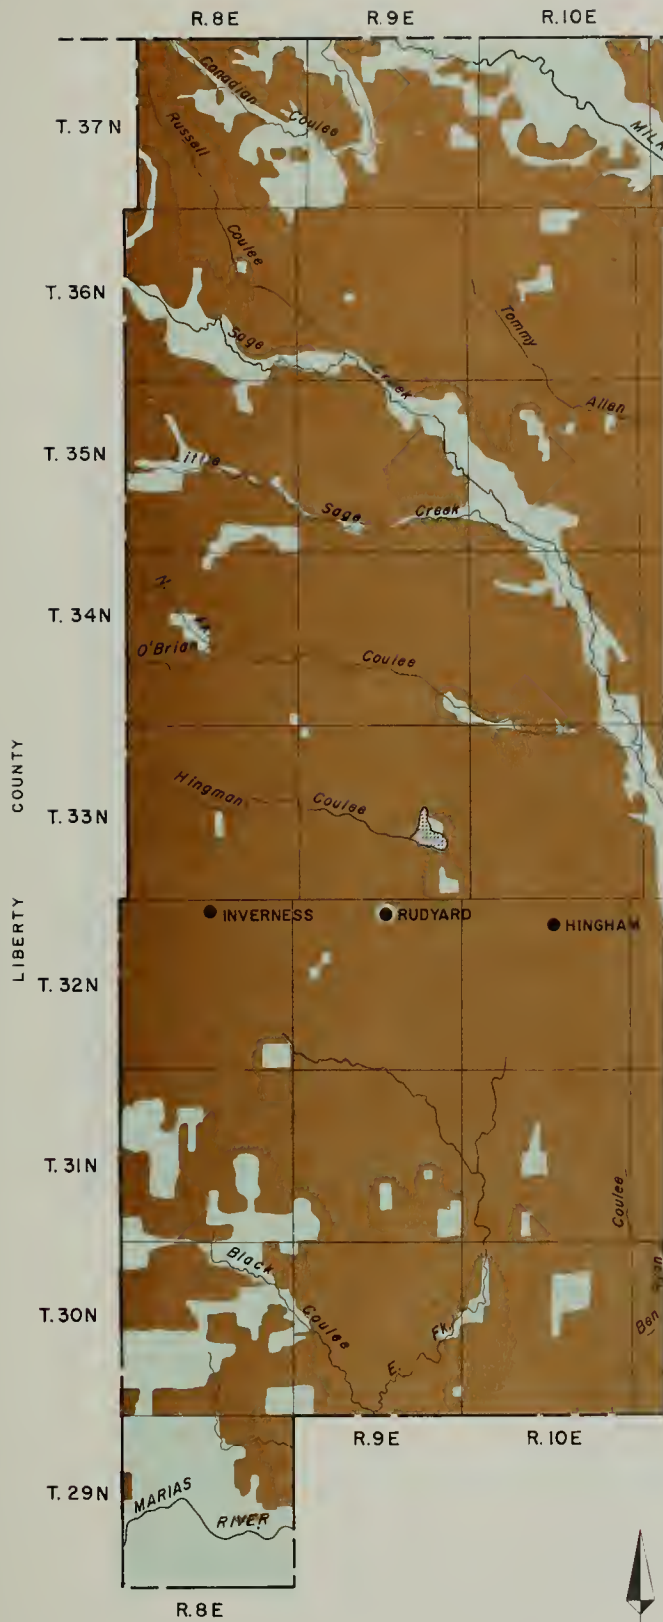 R.8E R.9E R.10E
Canadian
Coulee
T. 37N
MILK
Russell
Coulee
T. 36N
Tommy
Sage
Creek
Allen
T. 35N
ittle
Sage Creek
N.
T. 34N
O'Brian
Coulee
COUNTY
Hingman
Coulee
T. 33N
LIBERTY
INVERNESS RUDYARD HINGHAM
T. 32N
T. 31N
Coulee
Black
Coulee
T. 30N
Fk.
E.
Ben
R.9E R.10E
T. 29N
MARIAS
RIVER
R.8E